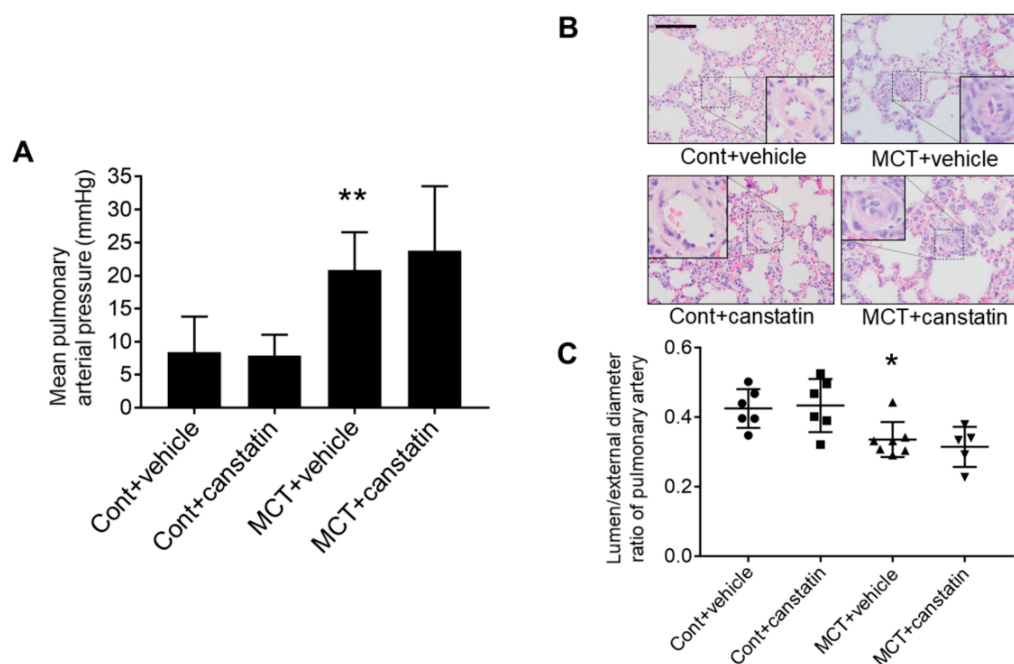 A
Mean pulmonary
arterial pressure (mmHg)
35
30
25
20
15
10
5
0
**
Cont+vehicle
Cont+canstatin
MCT+vehicle
MCT+canstatin
B
Cont+vehicle
MCT+vehicle
Cont+canstatin
MCT+canstatin
C
Lumen/external diameter
ratio of pulmonary artery
0.6
0.4
0.2
0.0
*
Cont+vehicle
Cont+canstatin
MCT+vehicle
MCT+canstatin